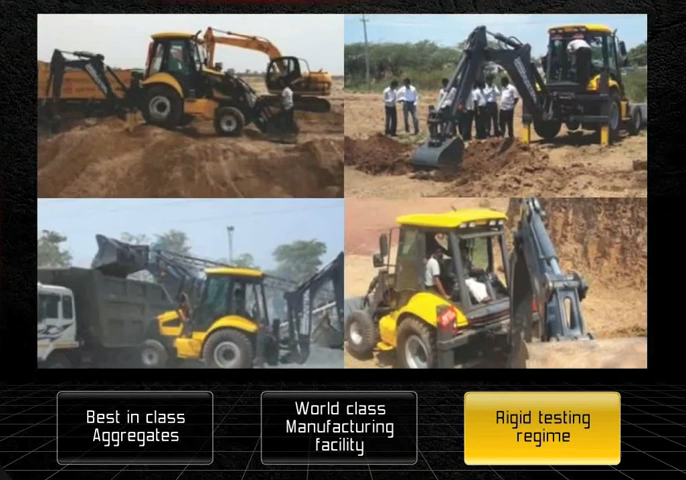 Best in class
Aggregates
World class
Manufacturing
facility
Rigid testing
regime